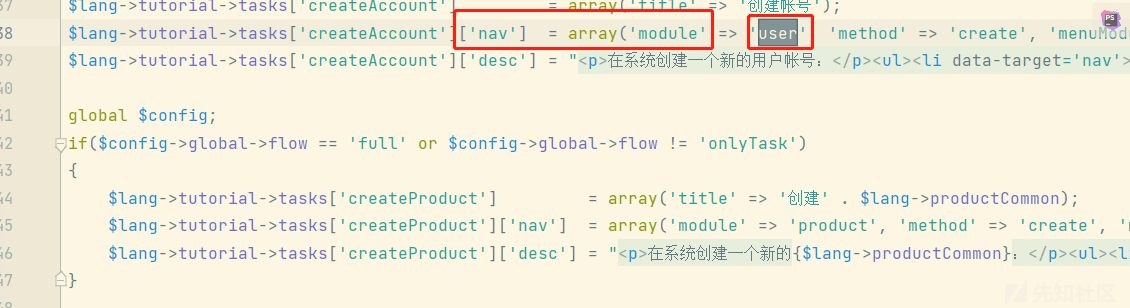 37 $lang->tutorial->tasks['createAccount'] = array('title' => '创建帐号');
38 $lang->tutorial->tasks['createAccount']['nav'] = array('module' => 'user', 'method' => 'create', 'menuModu
39 $lang->tutorial->tasks['createAccount']['desc'] = "<p>在系统创建一个新的用户帐号：</p><ul><li data-target='nav'>
40
41 global $config;
42 if($config->global->flow == 'full' or $config->global->flow != 'onlyTask')
43 {
44 $lang->tutorial->tasks['createProduct'] = array('title' => '创建' . $lang->productCommon);
45 $lang->tutorial->tasks['createProduct']['nav'] = array('module' => 'product', 'method' => 'create', 'm
46 $lang->tutorial->tasks['createProduct']['desc'] = "<p>在系统创建一个新的{$lang->productCommon}：</p><ul><li
47 }
48
PS
先知社区